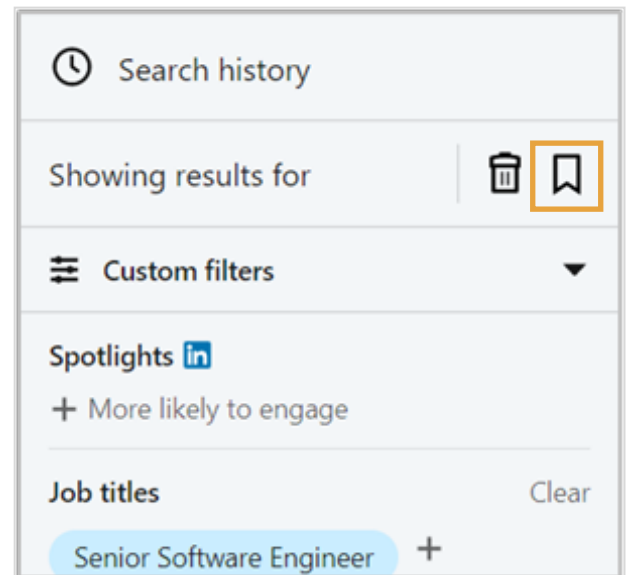 Search history
Showing results for
Custom filters
Spotlights in
+ More likely to engage
Job titles Clear
Senior Software Engineer +